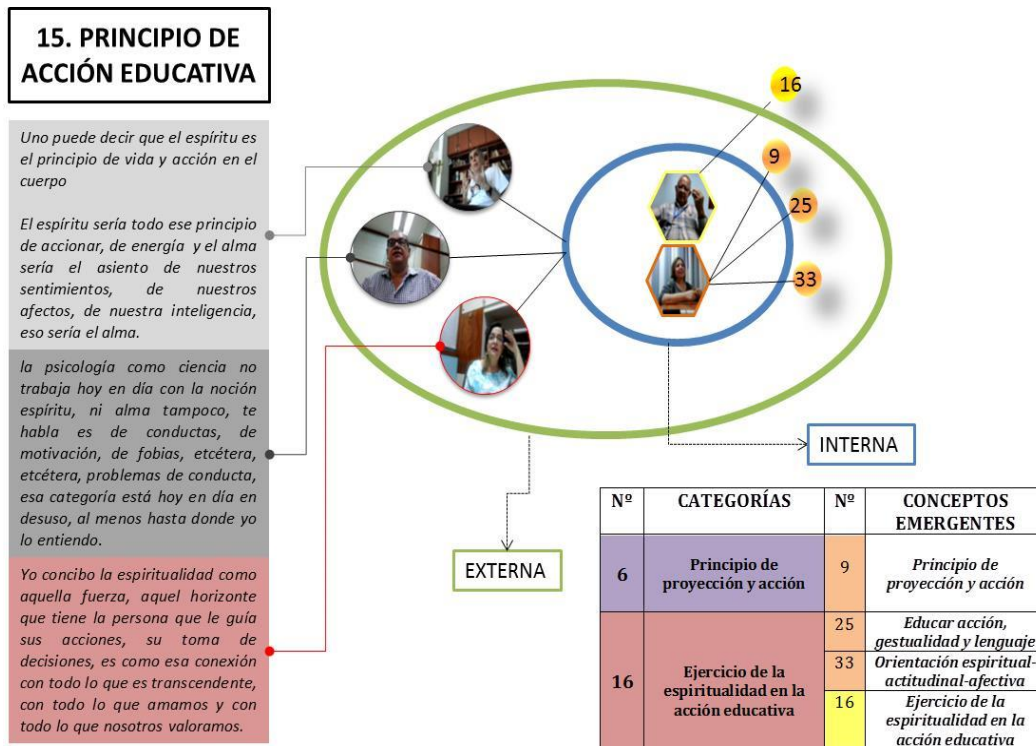 15. PRINCIPIO DE
ACCIÓN EDUCATIVA
Uno puede decir que el espíritu es
el principio de vida y acción en el
cuerpo
El espíritu sería todo ese principio
de accionar, de energía y el alma
sería el asiento de nuestros
sentimientos, de nuestros
afectos, de nuestra inteligencia,
eso sería el alma.
la psicología como ciencia no
trabaja hoy en día con la noción
espíritu, ni alma tampoco, te
habla es de conductas, de
motivación, de fobias, etcétera,
etcétera, problemas de conducta,
esa categoría está hoy en día en
desuso, al menos hasta donde yo
lo entiendo.
Yo concibo la espiritualidad como
aquella fuerza, aquel horizonte
que tiene la persona que le guía
sus acciones, su toma de
decisiones, es como esa conexión
con todo lo que es transcendente,
con todo lo que amamos y con
todo lo que nosotros valoramos.
16
9
25
33
INTERNA
EXTERNA
Nº CATEGORÍAS Nº CONCEPTOS
EMERGENTES
6 Principio de
proyección y acción
9 Principio de
proyección y acción
16 Ejercicio de la
espiritualidad en la
acción educativa
25 Educar acción,
gestualidad y lenguaje
33 Orientación espiritual-
actitudinal-afectiva
16 Ejercicio de la
espiritualidad en la
acción educativa